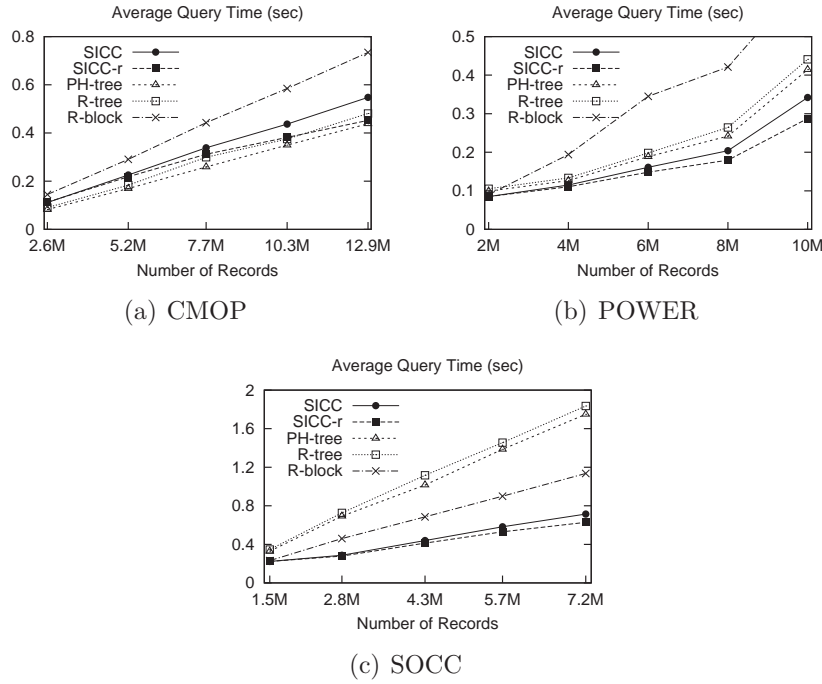 Average Query Time (sec)
0.8
0.6
0.4
0.2
0
SICC
SICC-r
PH-tree
R-tree
R-block
2.6M 5.2M 7.7M 10.3M 12.9M
Number of Records
(a) CMOP
Average Query Time (sec)
0.5
0.4
0.3
0.2
0.1
0
SICC
SICC-r
PH-tree
R-tree
R-block
2M 4M 6M 8M 10M
Number of Records
(b) POWER
Average Query Time (sec)
2
1.6
1.2
0.8
0.4
0
SICC
SICC-r
PH-tree
R-tree
R-block
1.5M 2.8M 4.3M 5.7M 7.2M
Number of Records
(c) SOCC